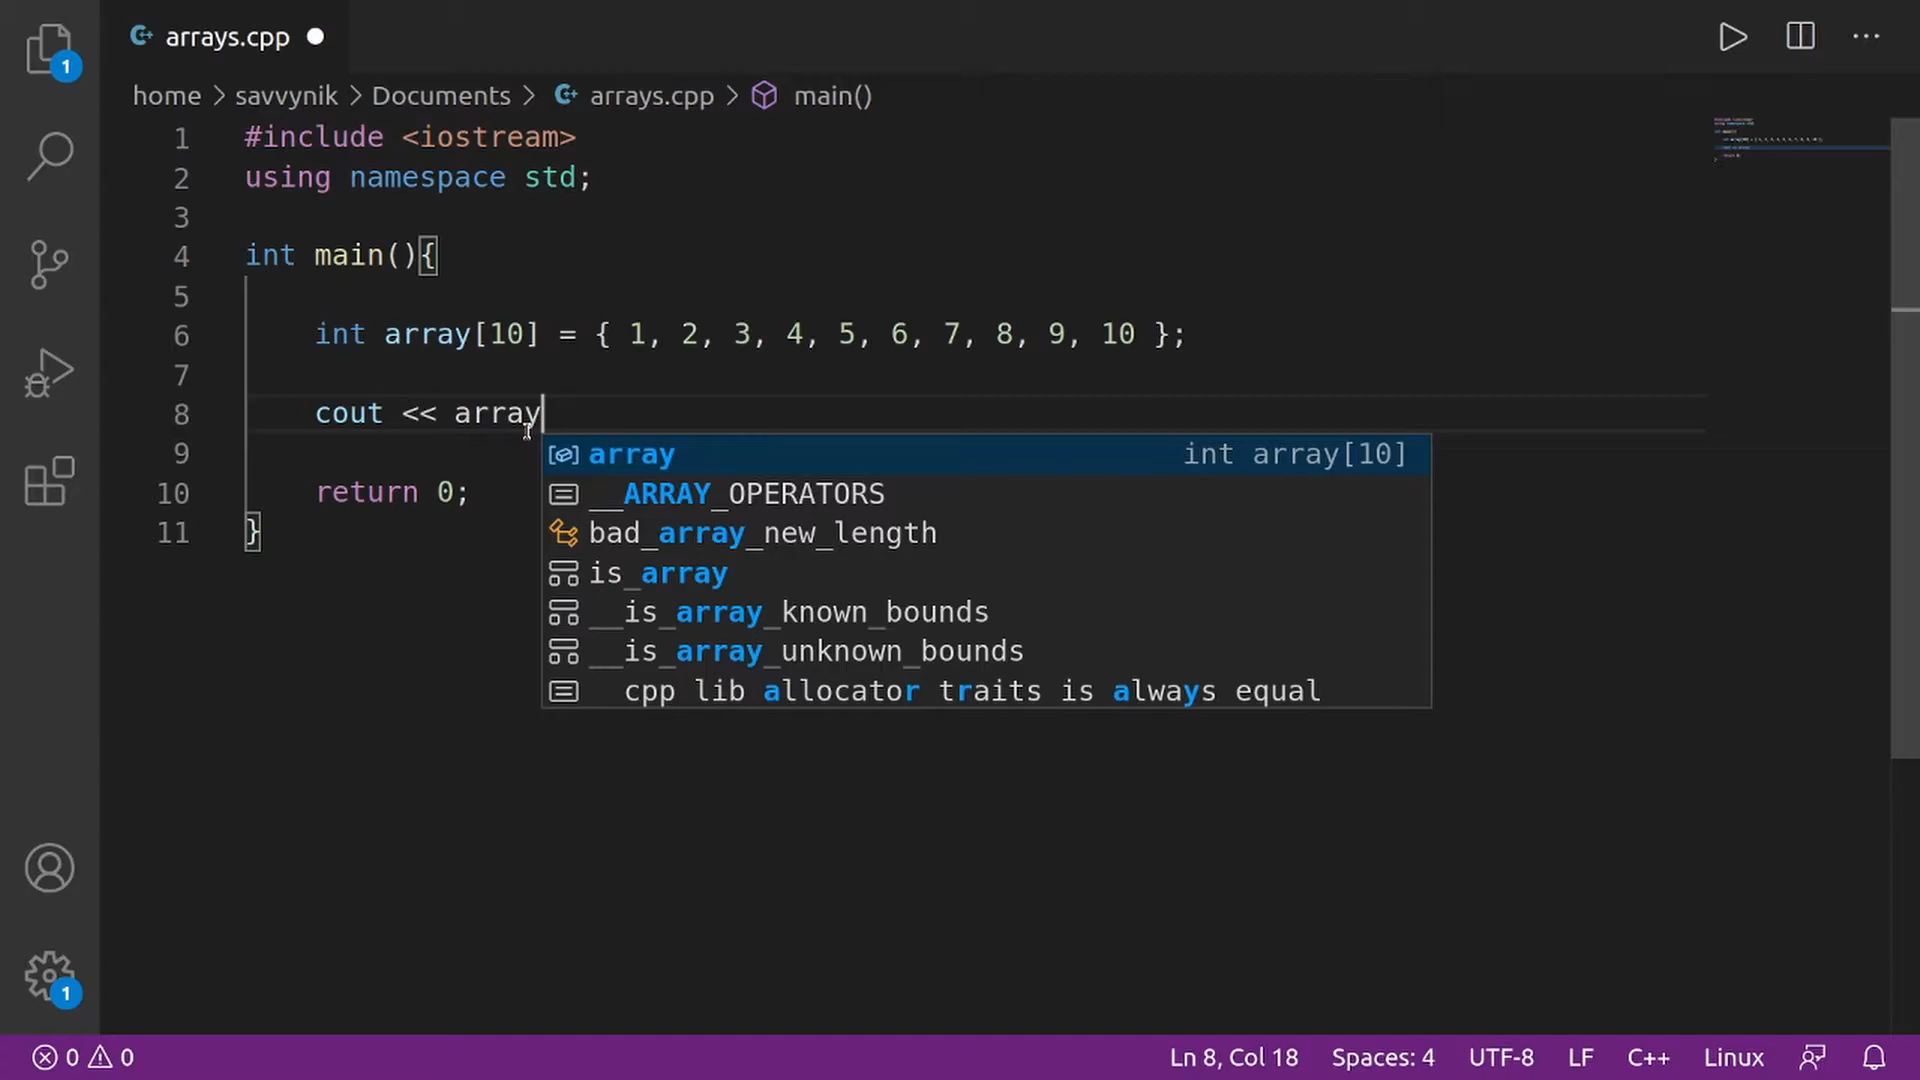 arrays.cpp
1
home > savvynik > Documents > arrays.cpp > main()
1 #include <iostream>
2 using namespace std;
3
4 int main(){
5
6 int array[10] = { 1, 2, 3, 4, 5, 6, 7, 8, 9, 10 };
7
8 cout << array
9
10 return 0;
11 }
array int array[10]
__ARRAY_OPERATORS
bad_array_new_length
is_array
__is_array_known_bounds
__is_array_unknown_bounds
cpp lib allocator traits is always equal
1
0 0 Ln 8, Col 18 Spaces: 4 UTF-8 LF C++ Linux